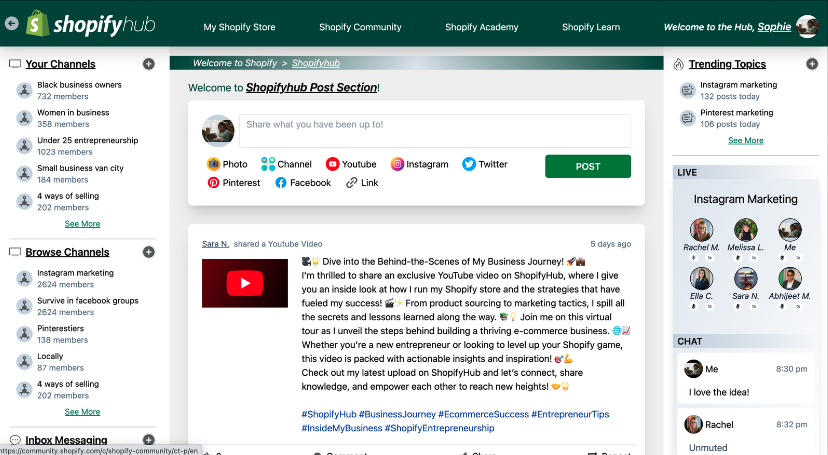 shopifyhub
My Shopify Store
Shopify Community
Shopify Academy
Shopify Learn
Welcome to the Hub, Sophie
Your Channels
Black business owners
732 members
Women in business
358 members
Under 25 entrepreneurship
1023 members
Small business van city
184 members
4 ways of selling
202 members
See More
Browse Channels
Instagram marketing
2624 members
Survive in facebook groups
2624 members
Pinterestiers
138 members
Locally
87 members
4 ways of selling
202 members
See More
Inbox Messaging
https://community.shopify.com/c/shopify-community/ct-p/en
Welcome to Shopify > Shopifyhub
Welcome to Shopifyhub Post Section!
Share what you have been up to!
Photo
Channel
Youtube
Instagram
Twitter
Pinterest
Facebook
Link
POST
Sara N. shared a Youtube Video
5 days ago
🎥🌟 Dive into the Behind-the-Scenes of My Business Journey! 🚀💼
I'm thrilled to share an exclusive YouTube video on ShopifyHub, where I give
you an inside look at how I run my Shopify store and the strategies that have
fueled my success! 🎬✨ From product sourcing to marketing tactics, I spill all
the secrets and lessons learned along the way. 📚💡 Join me on this virtual
tour as I unveil the steps behind building a thriving e-commerce business. 🌐📈
Whether you're a new entrepreneur or looking to level up your Shopify game,
this video is packed with actionable insights and inspiration! 🎯💪
Check out my latest upload on ShopifyHub and let's connect, share
knowledge, and empower each other to reach new heights! 🤝🌟
#ShopifyHub #BusinessJourney #EcommerceSuccess #EntrepreneurTips
#InsideMyBusiness #ShopifyEntrepreneurship
Trending Topics
Instagram marketing
132 posts today
Pinterest marketing
106 posts today
See More
LIVE
Instagram Marketing
Rachel M.
Melissa L.
Me
Ella C.
Sara N.
Abhijeet M.
CHAT
Me
8:30 pm
I love the idea!
Rachel
8:32 pm
Unmuted